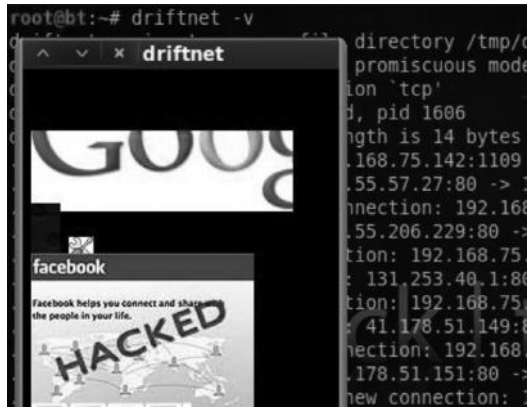 root@bt:~# driftnet -v
directory /tmp/
driftnet
promiscuous mode
ion `tcp'
, pid 1606
ngth is 14 bytes
Goog
.168.75.142:1109
.55.57.27:80 ->
nection: 192.168
.55.206.229:80 ->
facebook
tion: 192.168.75.
: 131.253.40.1:80
Facebook helps you connect and share with
the people in your life.
tion: 192.168.75
: 41.178.51.149:
HACKED
nection: 192.168
.178.51.151:80 ->
new connection: